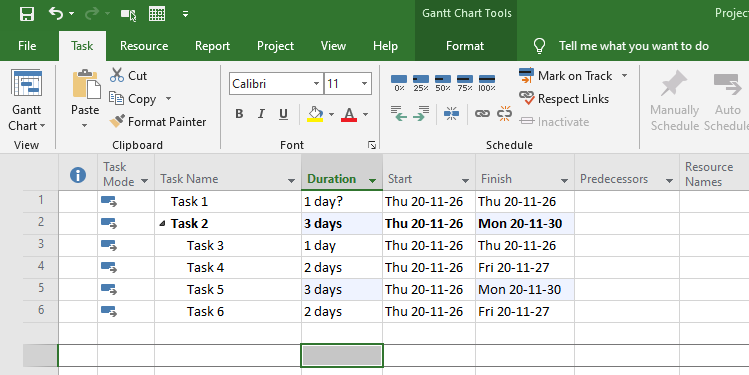 Gantt Chart Tools
Projec
File Task Resource Report Project Window Help Format Tell me what you want to do
Gantt Chart
Paste
Cut
Copy
Format Painter
Calibri 11
B I U A
0% 25% 50% 75% 100%
Mark on Track
Respect Links
Inactivate
Manually Schedule
Auto Schedule
View Clipboard Font Schedule
Task Mode Task Name Duration Start Finish Predecessors Resource Names
1 Task 1 1 day? Thu 20-11-26 Thu 20-11-26
2 Task 2 3 days Thu 20-11-26 Mon 20-11-30
3 Task 3 1 day Thu 20-11-26 Thu 20-11-26
4 Task 4 2 days Thu 20-11-26 Fri 20-11-27
5 Task 5 3 days Thu 20-11-26 Mon 20-11-30
6 Task 6 2 days Thu 20-11-26 Fri 20-11-27